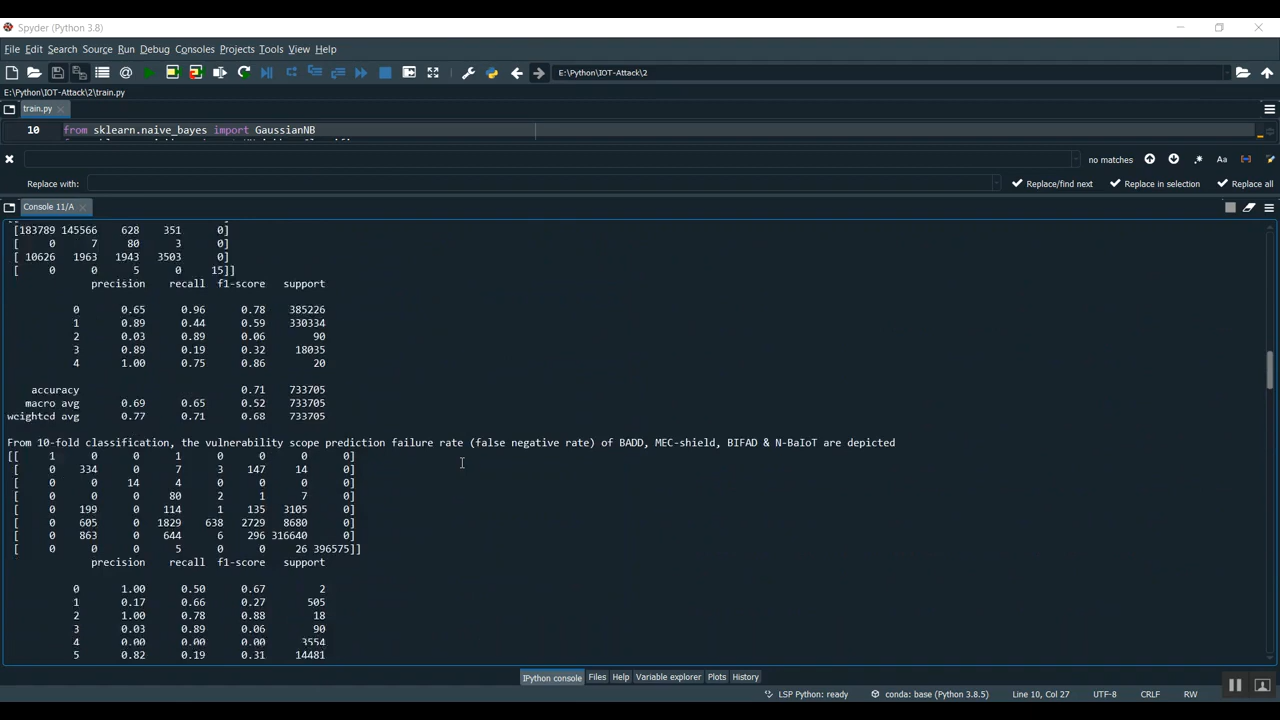 Spyder (Python 3.8)
File Edit Search Source Run Debug Consoles Projects Tools View Help
E:\Python\IOT-Attack\2
E:\Python\IOT-Attack\2\train.py
train.py
10 from sklearn.naive_bayes import GaussianNB
no matches Aa
Replace with: Replace/find next Replace in selection Replace all
Console 11/A
[183789 145566 628 351 0]
[ 0 7 80 3 0]
[ 10626 1963 1943 3503 0]
[ 0 0 5 0 15]]
precision recall f1-score support
0 0.65 0.96 0.78 385226
1 0.89 0.44 0.59 330334
2 0.03 0.89 0.06 90
3 0.89 0.19 0.32 18035
4 1.00 0.75 0.86 20
accuracy 0.71 733705
macro avg 0.69 0.65 0.52 733705
weighted avg 0.77 0.71 0.68 733705
From 10-fold classification, the vulnerability scope prediction failure rate (false negative rate) of BADD, MEC-shield, BIFAD & N-BaIoT are depicted
[[ 1 0 0 1 0 0 0 0]
[ 0 334 0 7 3 147 14 0]
[ 0 0 14 4 0 0 0 0]
[ 0 0 0 80 2 1 7 0]
[ 0 199 0 114 1 135 3105 0]
[ 0 605 0 1829 638 2729 8680 0]
[ 0 863 0 644 6 296 316640 0]
[ 0 0 0 5 0 0 26 396575]]
precision recall f1-score support
0 1.00 0.50 0.67 2
1 0.17 0.66 0.27 505
2 1.00 0.78 0.88 18
3 0.03 0.89 0.06 90
4 0.00 0.00 0.00 3554
5 0.82 0.19 0.31 14481
IPython console Files Help Variable explorer Plots History
LSP Python: ready conda: base (Python 3.8.5) Line 10, Col 27 UTF-8 CRLF RW